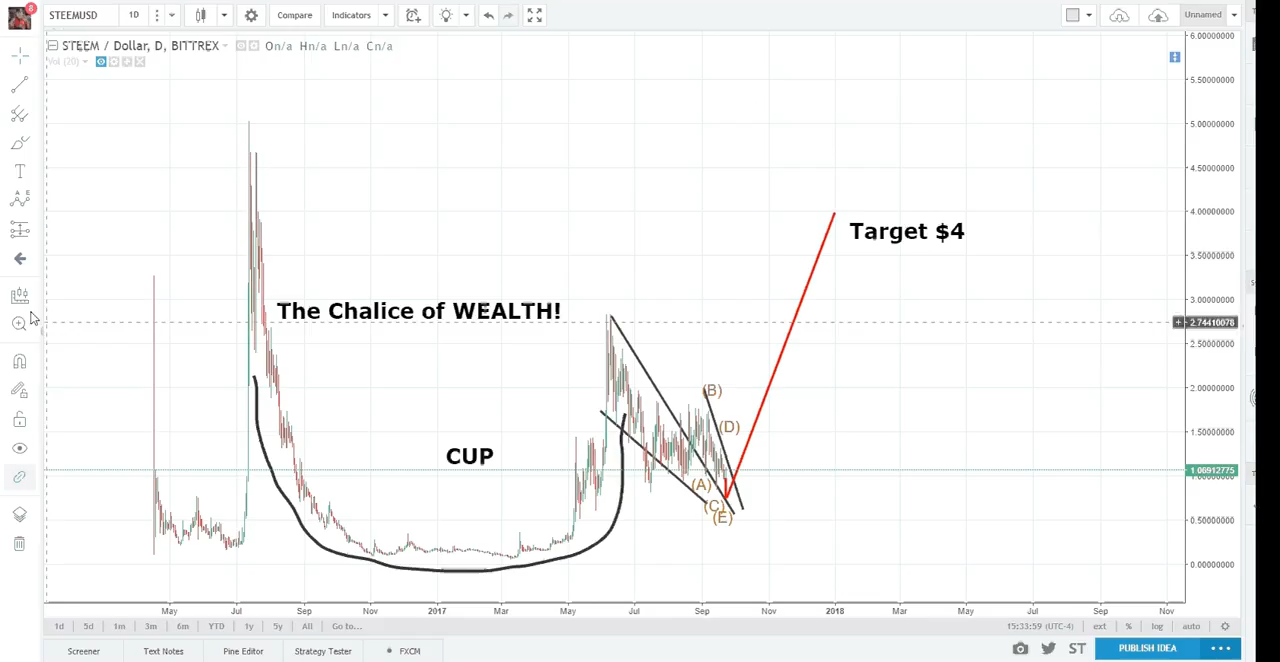 8
STEEMUSD 1D Compare Indicators Unnamed
STEEM / Dollar, D, BITTREX On/a Hn/a Ln/a Cn/a
Vol (20)
6.00000000
5.50000000
5.00000000
4.50000000
4.00000000
Target $4
3.50000000
The Chalice of WEALTH!
3.00000000
2.74410078
2.50000000
2.00000000
(B)
(D)
1.50000000
CUP
1.06912775
1.00000000
(A)
(C)
(E)
0.50000000
0.00000000
May Jul Sep Nov 2017 Mar May Jul Sep Nov 2018 Mar May Jul Sep Nov
1d 5d 1m 3m 6m YTD 1y 5y All Go to... 15:33:59 (UTC-4) ext % log auto
Screener Text Notes Pine Editor Strategy Tester FXCM ST PUBLISH IDEA